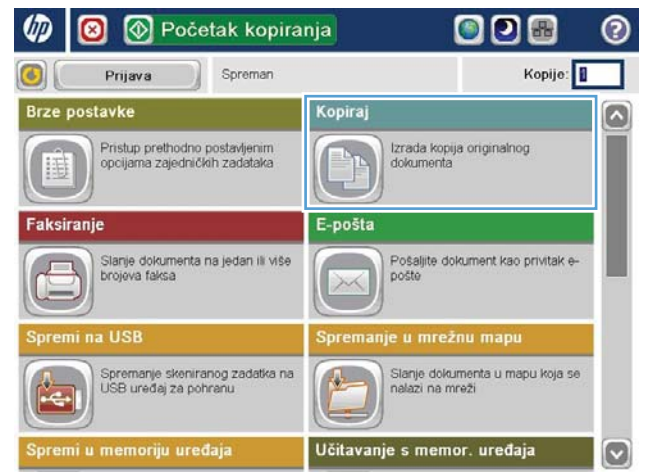 hp
Početak kopiranja
?
Prijava
Spreman
Kopije: 1
Brze postavke
Kopiraj
Pristup prethodno postavljenim
opcijama zajedničkih zadataka
Izrada kopija originalnog
dokumenta
Faksiranje
E-pošta
Slanje dokumenta na jedan ili više
brojeva faksa
Pošaljite dokument kao privitak e-
pošte
Spremi na USB
Spremanje u mrežnu mapu
Spremanje skeniranog zadatka na
USB uređaj za pohranu
Slanje dokumenta u mapu koja se
nalazi na mreži
Spremi u memoriju uređaja
Učitavanje s memor. uređaja